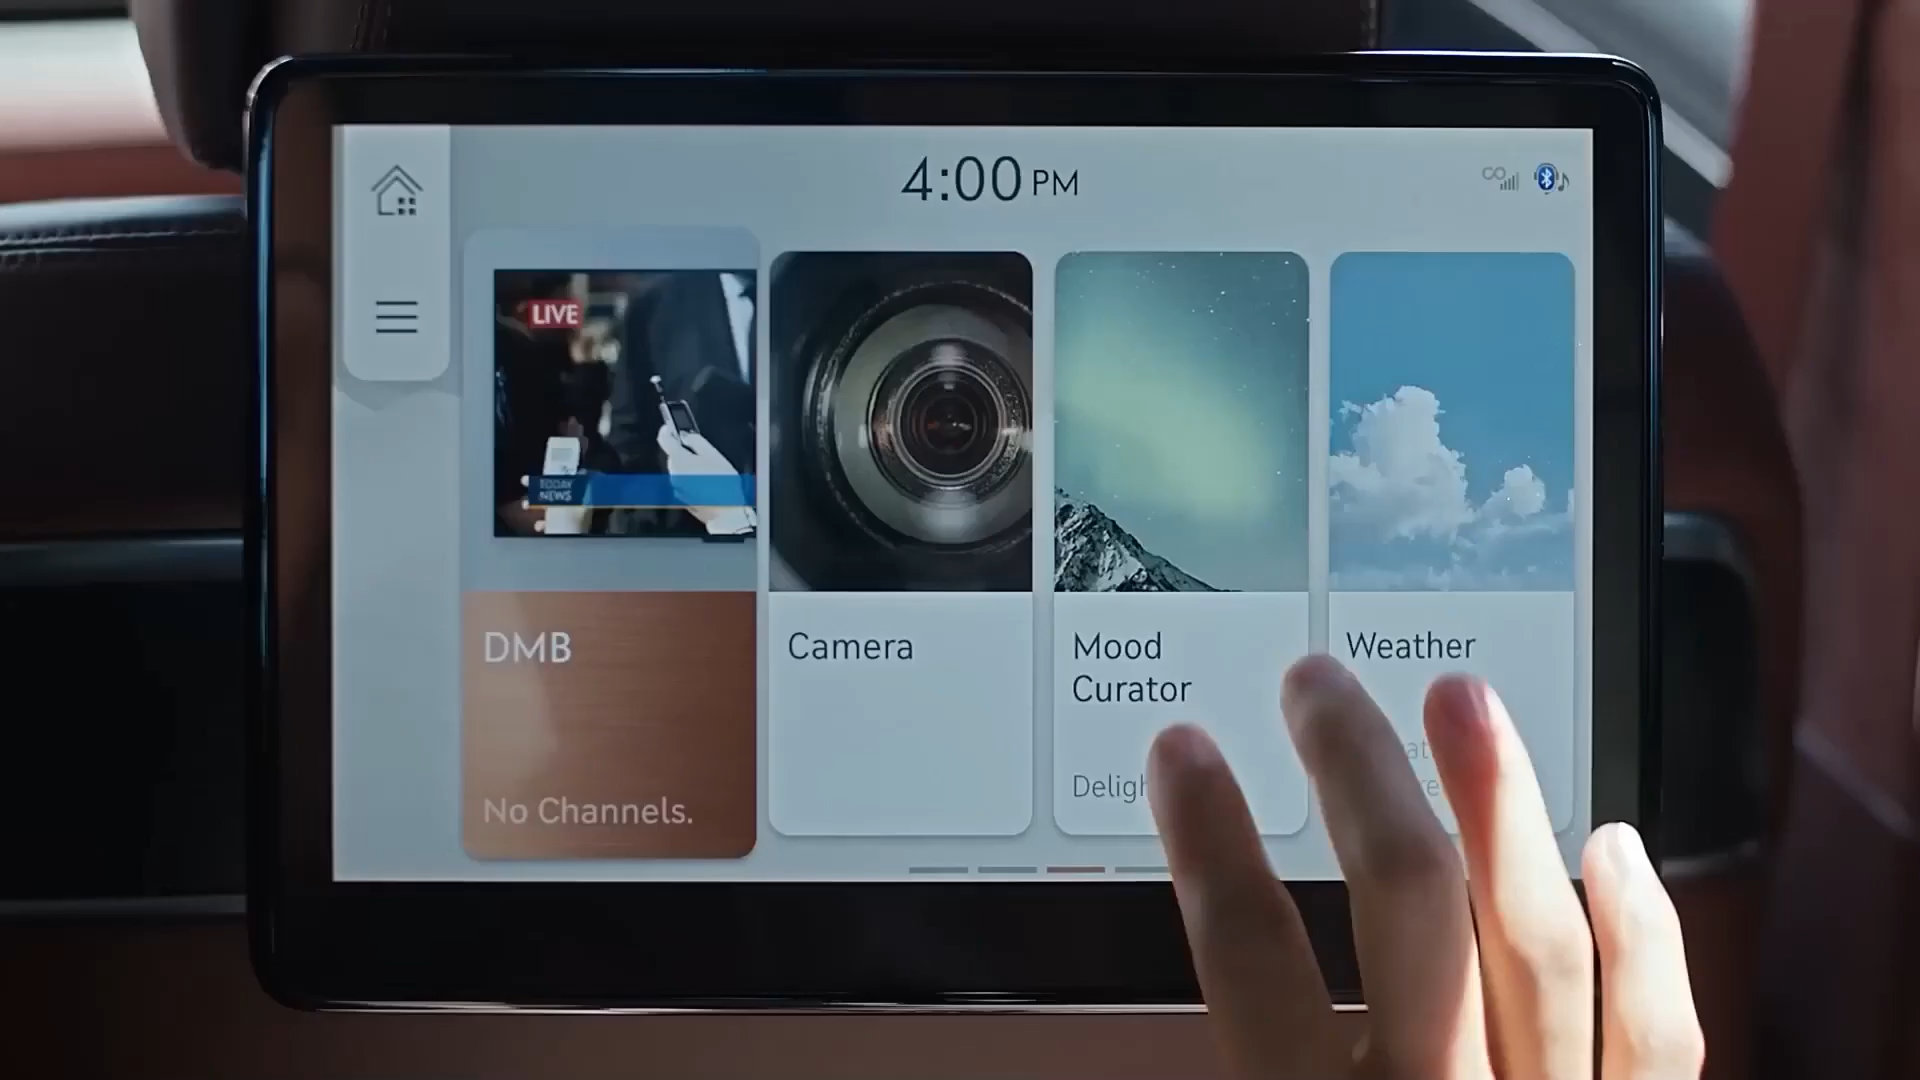 4:00 PM
LIVE
TODAY
NEWS
DMB
No Channels.
Camera
Mood
Curator
Weather